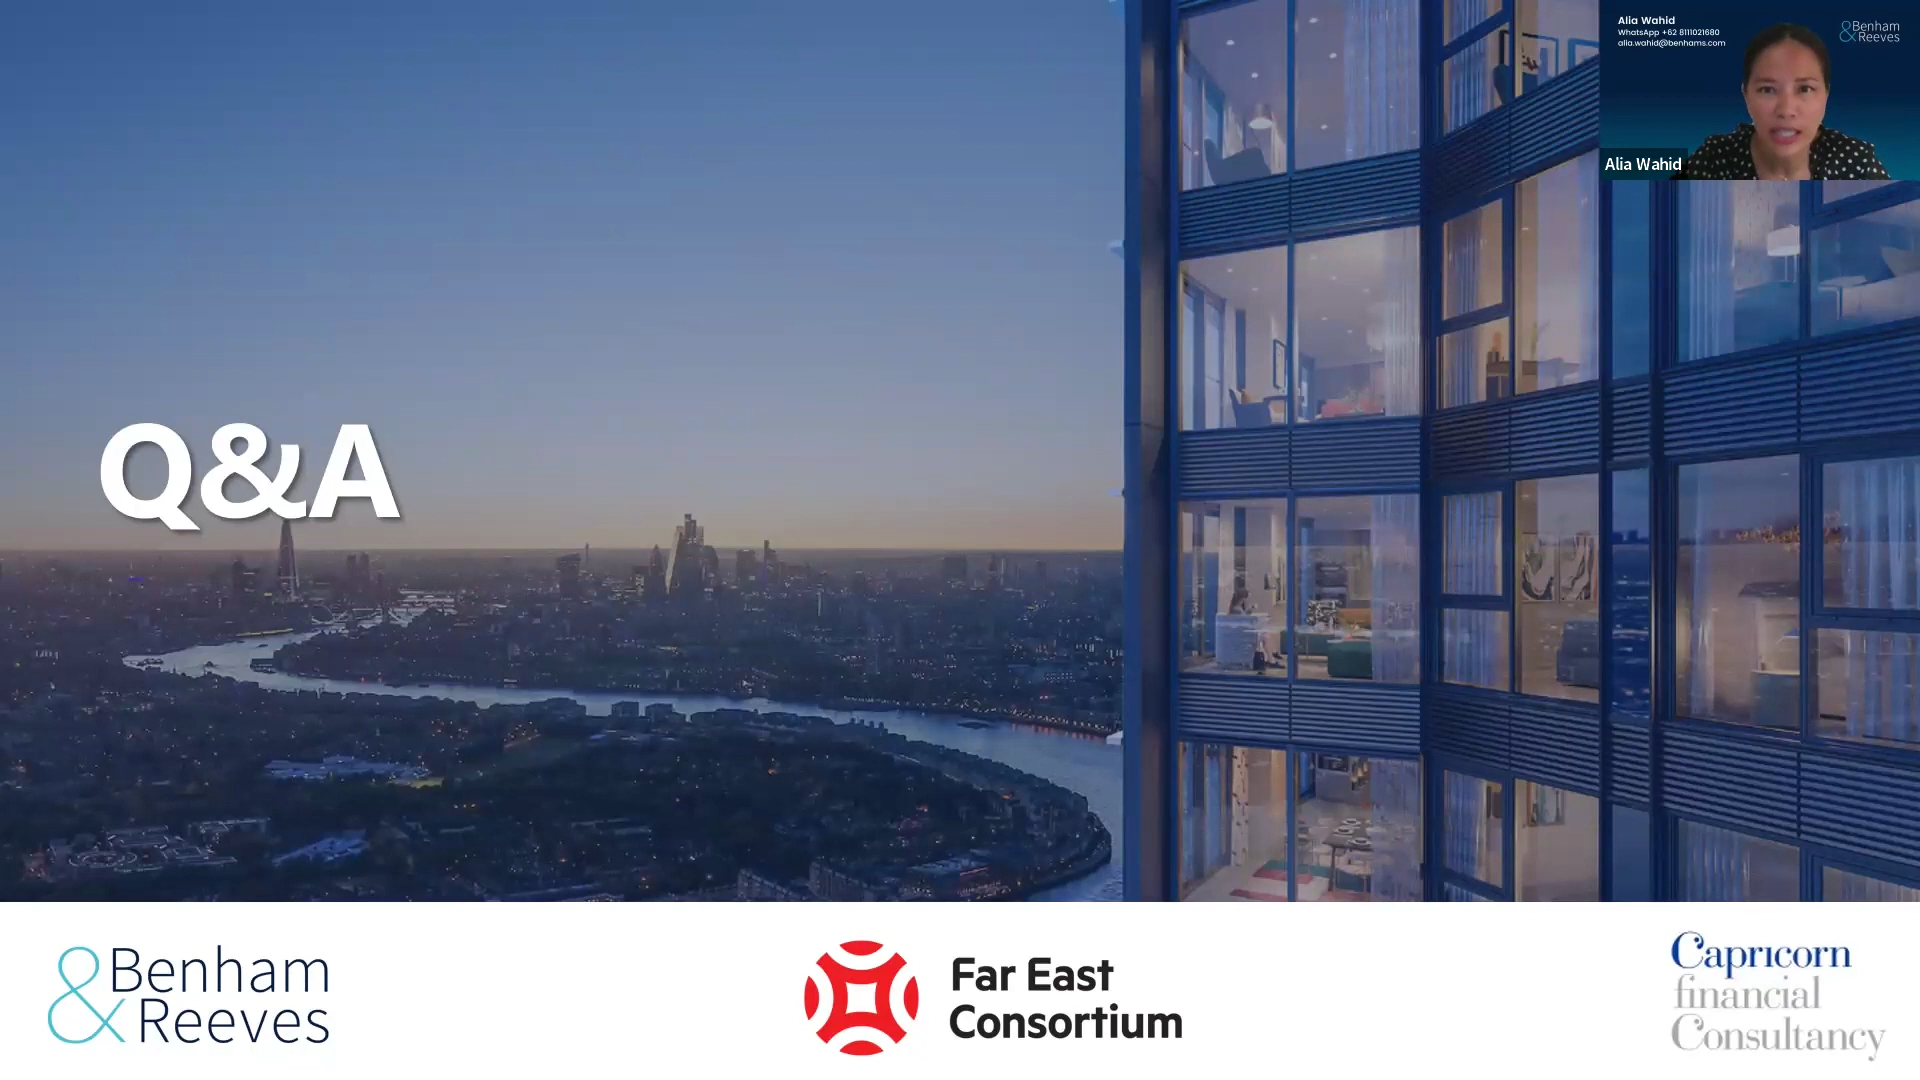 Alia Wahid
WhatsApp +62 8111021680
alia.wahid@benhams.com
&Benham
Reeves
Alia Wahid
Q&A
&Benham
Reeves
Far East
Consortium
Capricorn
financial
Consultancy